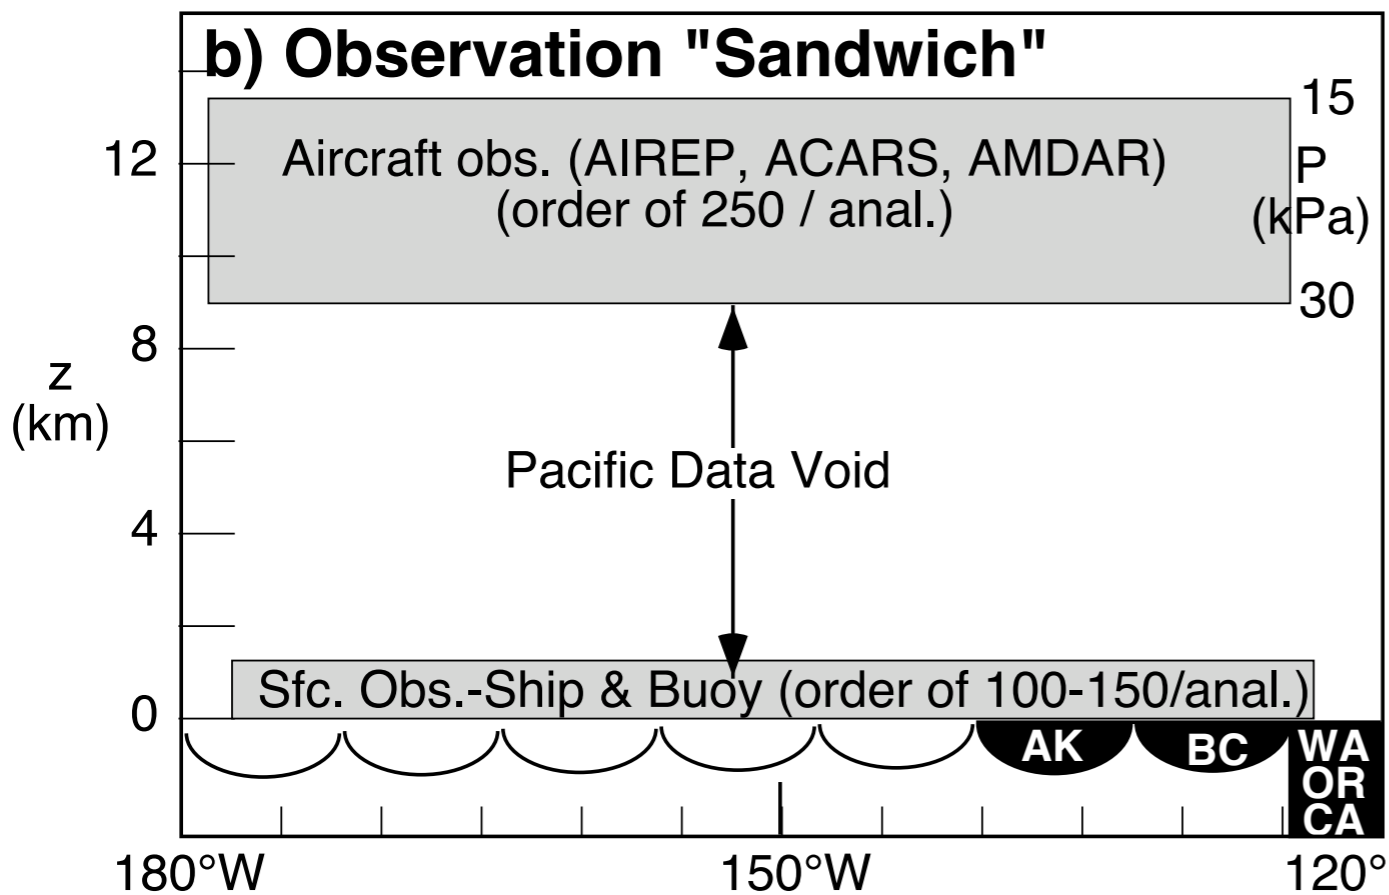 b) Observation "Sandwich"
15
Aircraft obs. (AIREP, ACARS, AMDAR)
(order of 250 / anal.)
P
(kPa)
30
12
8
z
(km)
Pacific Data Void
4
0
Sfc. Obs.-Ship & Buoy (order of 100-150/anal.)
AK
BC
WA
OR
CA
180°W
150°W
120°